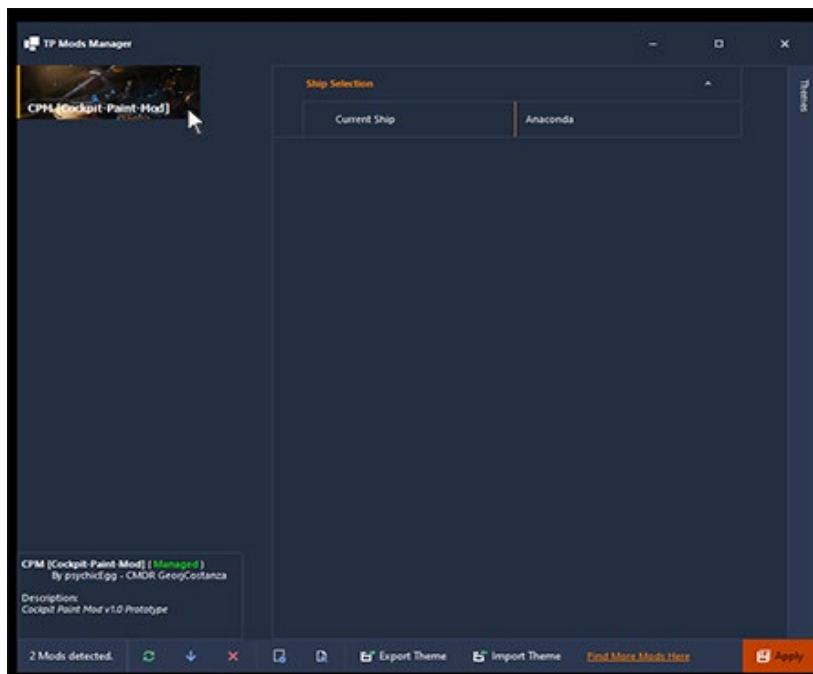 TP Mods Manager
CPM [Cockpit-Paint-Mod]
Ship Selection
Current Ship Anaconda
Themes
CPM [Cockpit-Paint-Mod] ( Managed )
By psychicEgg - CMDR GeorjCostanza
Description:
Cockpit Paint Mod v1.0 Prototype
2 Mods detected. Export Theme Import Theme Find More Mods Here Apply